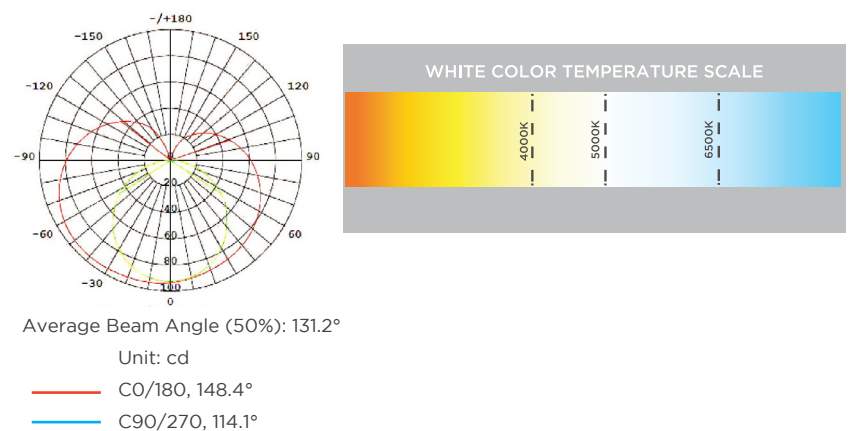 -/+180
-150 150
-120 120
-90 90
-60 60
-30
20
40
60
80
100
0
Average Beam Angle (50%): 131.2°
Unit: cd
C0/180, 148.4°
C90/270, 114.1°
WHITE COLOR TEMPERATURE SCALE
4000K
5000K
6500K